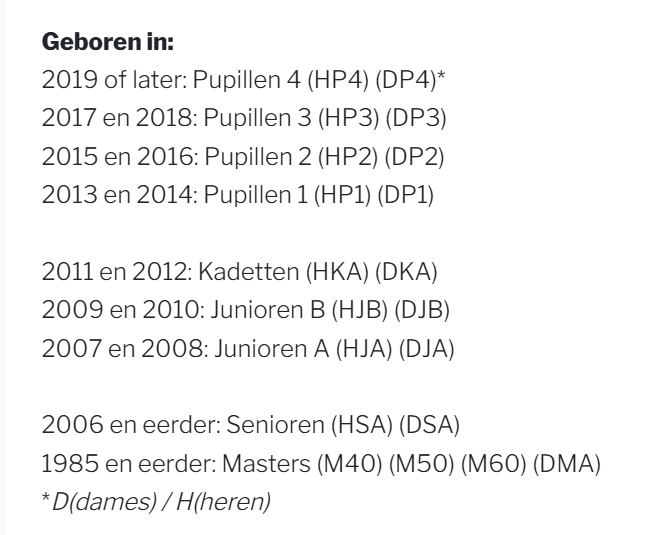 Geboren in:
2019 of later: Pupillen 4 (HP4) (DP4)*
2017 en 2018: Pupillen 3 (HP3) (DP3)
2015 en 2016: Pupillen 2 (HP2) (DP2)
2013 en 2014: Pupillen 1 (HP1) (DP1)
2011 en 2012: Kadetten (HKA) (DKA)
2009 en 2010: Junioren B (HJB) (DJB)
2007 en 2008: Junioren A (HJA) (DJA)
2006 en eerder: Senioren (HSA) (DSA)
1985 en eerder: Masters (M40) (M50) (M60) (DMA)
*D(dames) / H(heren)